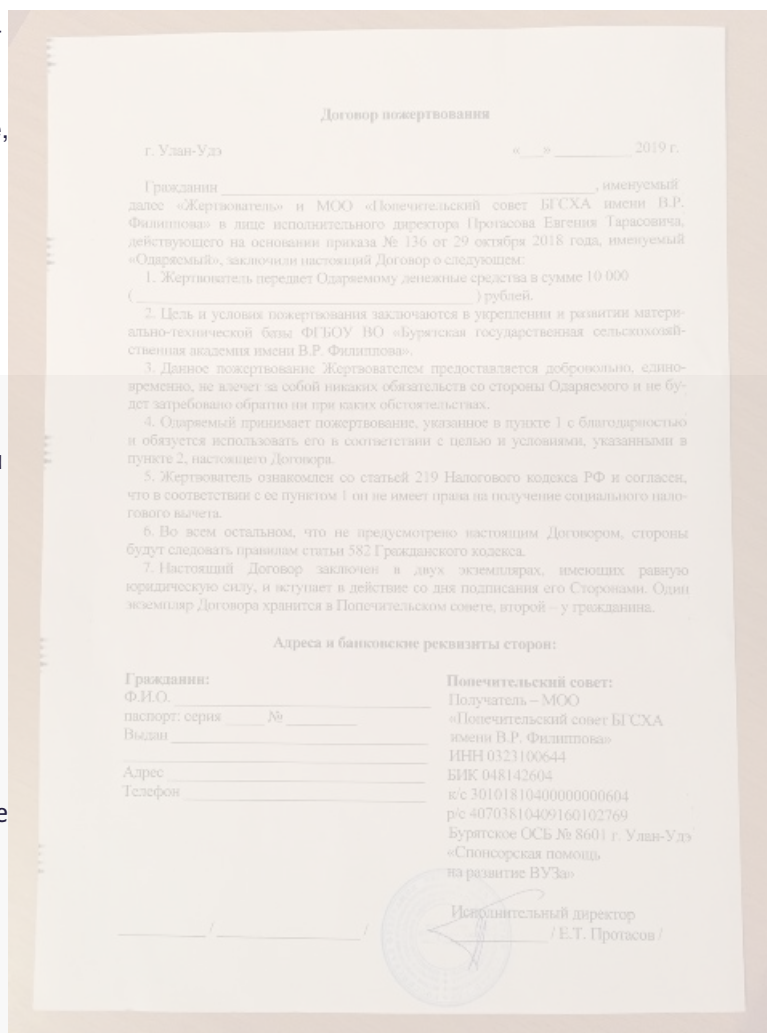 Договор пожертвования
г. Улан-Удэ «___» __________ 2019 г.
Гражданин ______________________________, именуемый
далее «Жертвователь» и МОО «Попечительский совет БГСХА имени В.Р.
Филиппова» в лице исполнительного директора Протасова Евгения Тарасовича,
действующего на основании приказа № 136 от 29 октября 2018 года, именуемый
«Одаряемый», заключили настоящий Договор о следующем:
1. Жертвователь передает Одаряемому денежные средства в сумме 10 000
(______________________________) рублей.
2. Цель и условия пожертвования заключаются в укреплении и развитии матери-
ально-технической базы ФГБОУ ВО «Бурятская государственная сельскохозяй-
ственная академия имени В.Р. Филиппова».
3. Данное пожертвование Жертвователем предоставляется добровольно, едино-
временно, не влечет за собой никаких обязательств со стороны Одаряемого и не бу-
дет затребовано обратно ни при каких обстоятельствах.
4. Одаряемый принимает пожертвование, указанное в пункте 1 с благодарностью
и обязуется использовать его в соответствии с целью и условиями, указанными в
пункте 2, настоящего Договора.
5. Жертвователь ознакомлен со статьей 219 Налогового кодекса РФ и согласен,
что в соответствии с ее пунктом 1 он не имеет права на получение социального нало-
гового вычета.
6. Во всем остальном, что не предусмотрено настоящим Договором, стороны
будут следовать правилам статьи 582 Гражданского кодекса.
7. Настоящий Договор заключен в двух экземплярах, имеющих равную
юридическую силу, и вступает в действие со дня подписания его Сторонами. Один
экземпляр Договора хранится в Попечительском совете, второй – у гражданина.
Адреса и банковские реквизиты сторон:
Гражданин:
Ф.И.О. ______________________________
паспорт: серия ______ № __________
Выдан ______________________________
Адрес ______________________________
Телефон ______________________________
__________ / ____________________ /
Попечительский совет:
Получатель – МОО
«Попечительский совет БГСХА
имени В.Р. Филиппова»
ИНН 0323100644
БИК 048142604
к/с 30101810400000000604
р/с 40703810409160102769
Бурятское ОСБ № 8601 г. Улан-Удэ
«Спонсорская помощь
на развитие ВУЗа»
Исполнительный директор
______________ / Е.Т. Протасов /